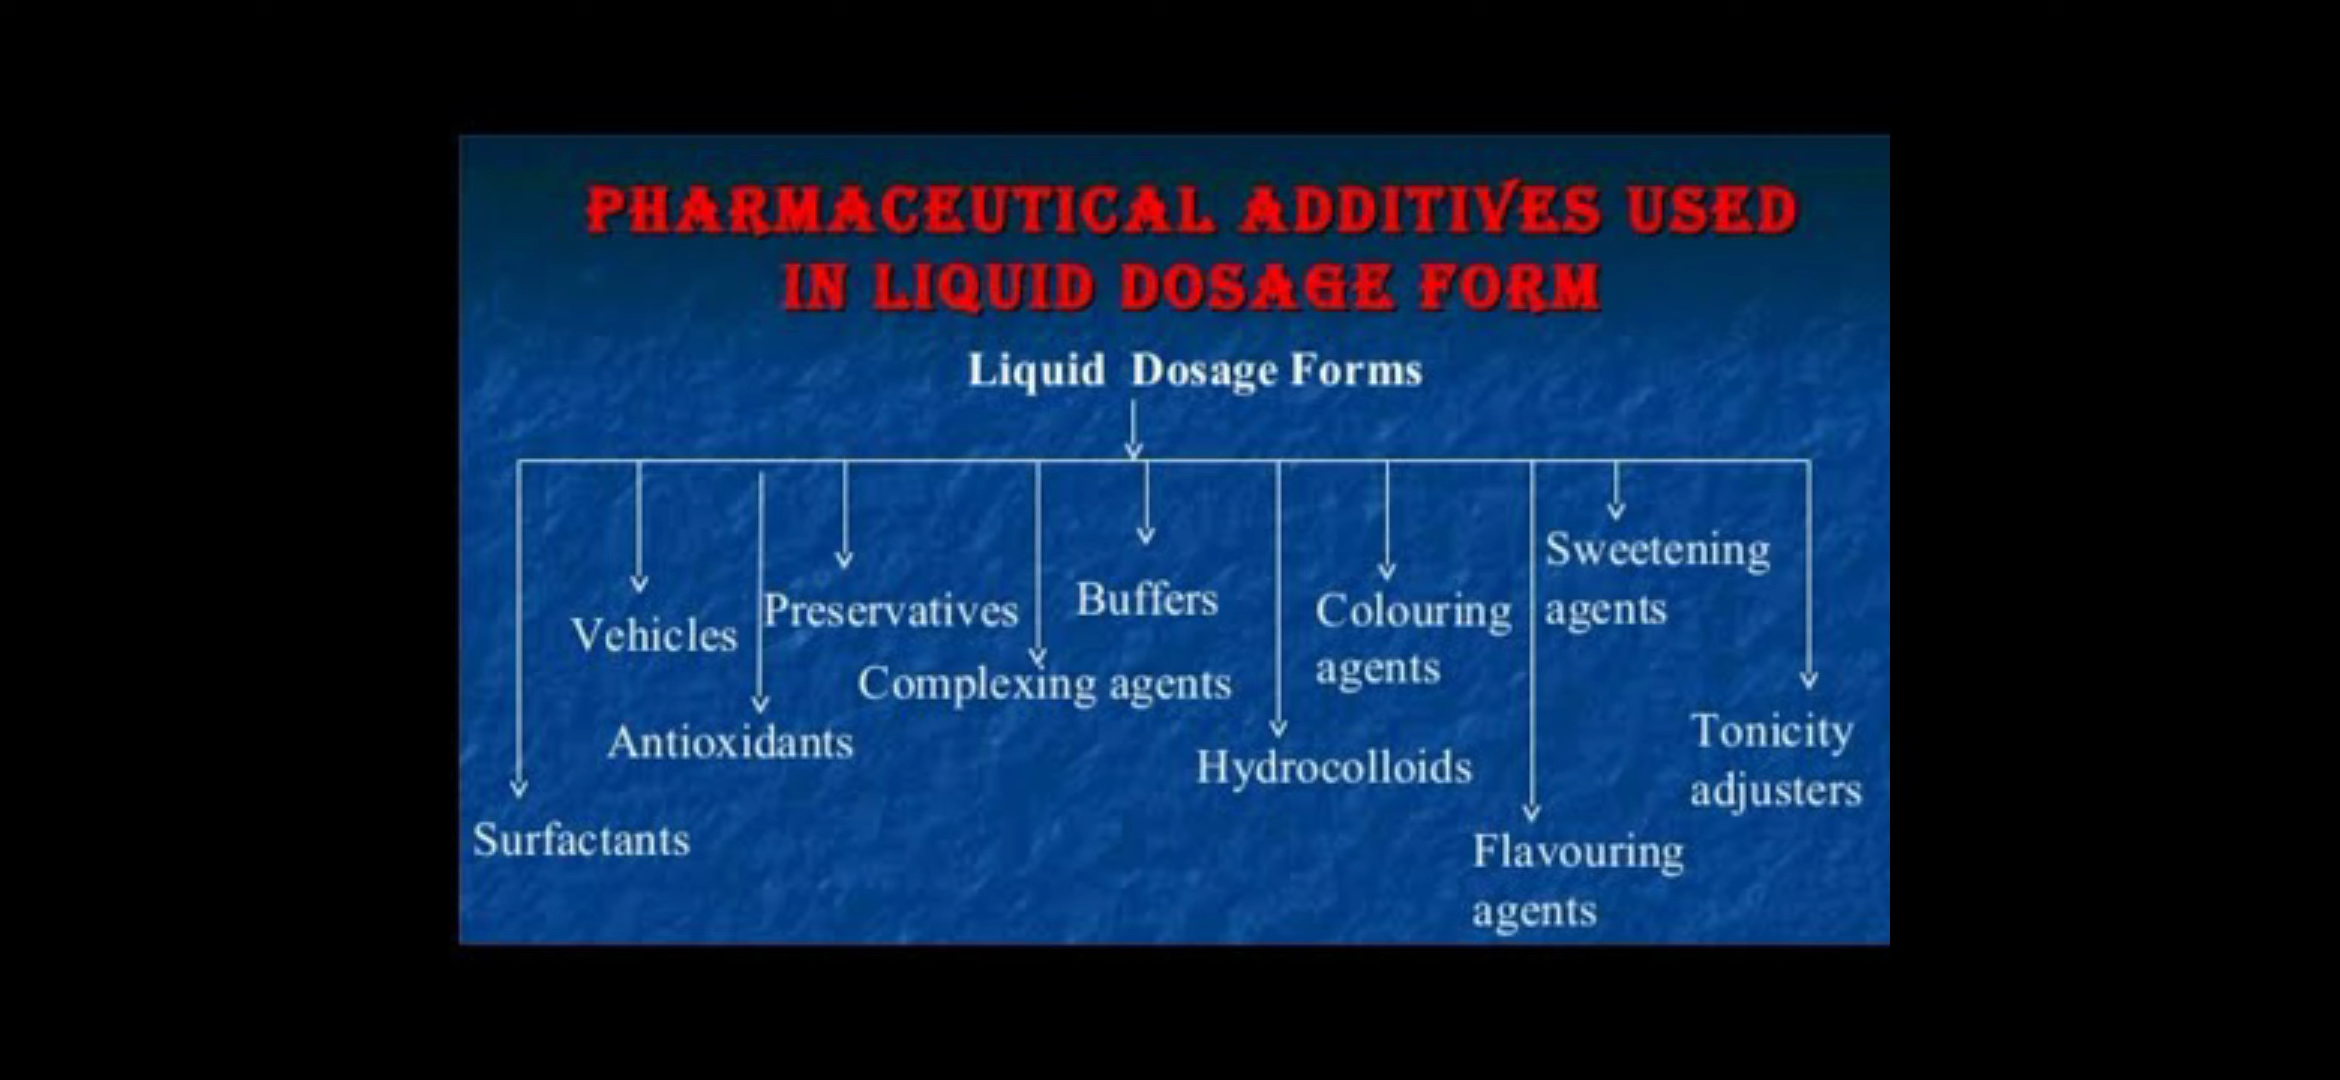 PHARMACEUTICAL ADDITIVES USED
IN LIQUID DOSAGE FORM
Liquid Dosage Forms
Surfactants
Vehicles
Antioxidants
Preservatives
Complexing agents
Buffers
Hydrocolloids
Colouring
agents
Flavouring
agents
Sweetening
agents
Tonicity
adjusters